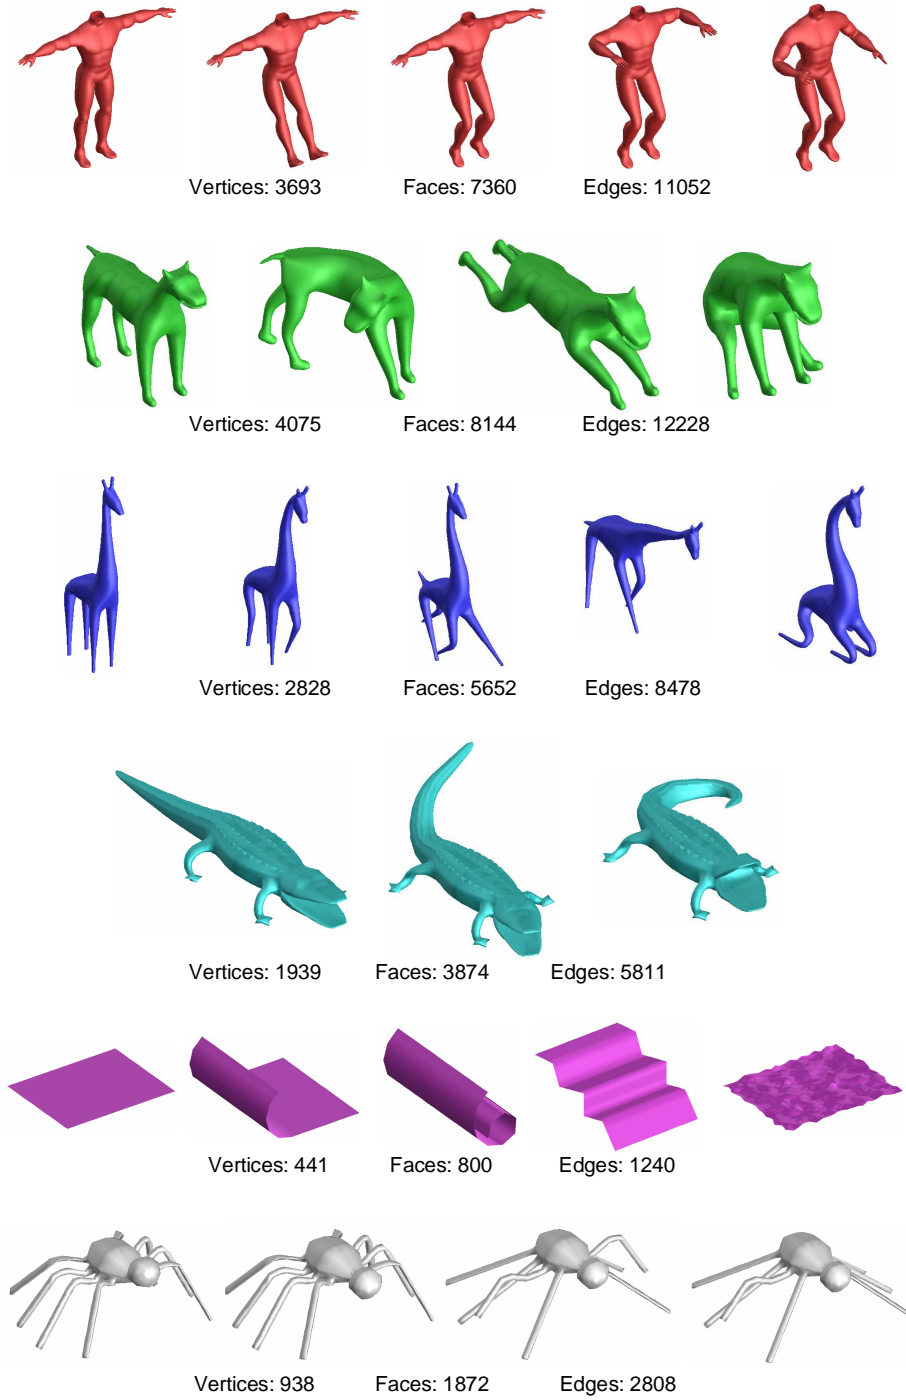 Vertices: 3693 Faces: 7360 Edges: 11052
Vertices: 4075 Faces: 8144 Edges: 12228
Vertices: 2828 Faces: 5652 Edges: 8478
Vertices: 1939 Faces: 3874 Edges: 5811
Vertices: 441 Faces: 800 Edges: 1240
Vertices: 938 Faces: 1872 Edges: 2808